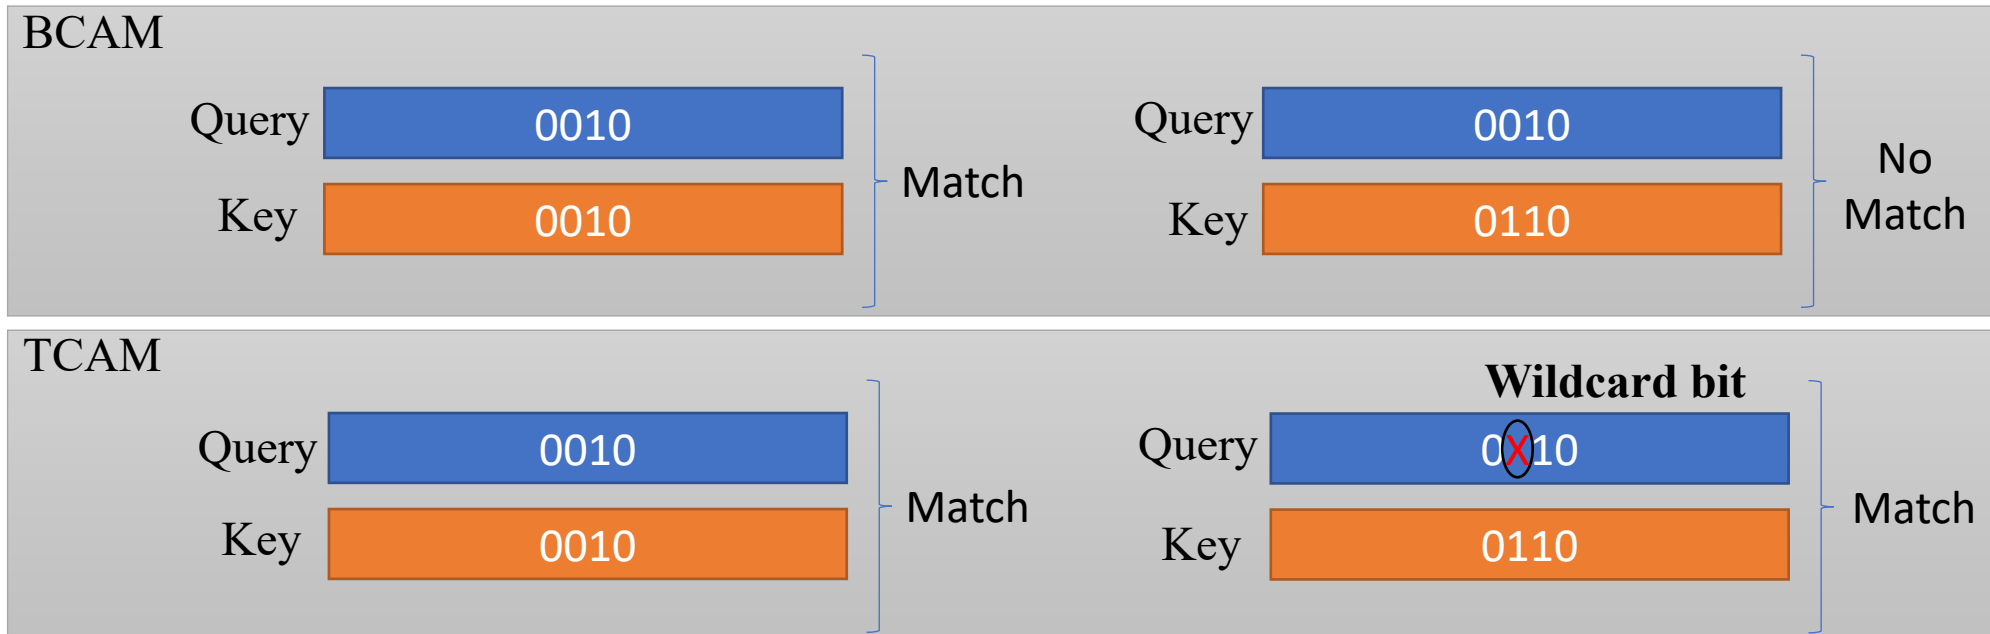 BCAM
Query 0010
Key 0010
Match
Query 0010
Key 0110
No
Match
TCAM
Query 0010
Key 0010
Match
Wildcard bit
Query 0X10
Key 0110
Match